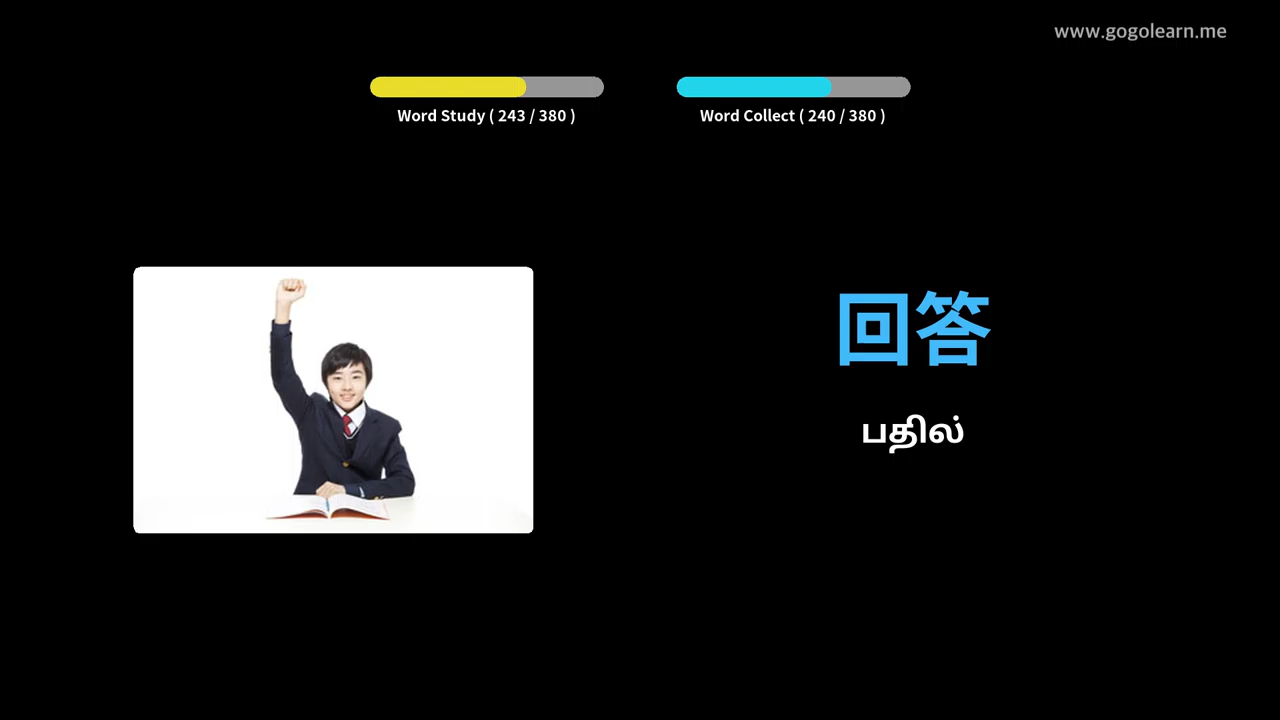 www.gogolearn.me
Word Study ( 243 / 380 )
Word Collect ( 240 / 380 )
回答
பதில்